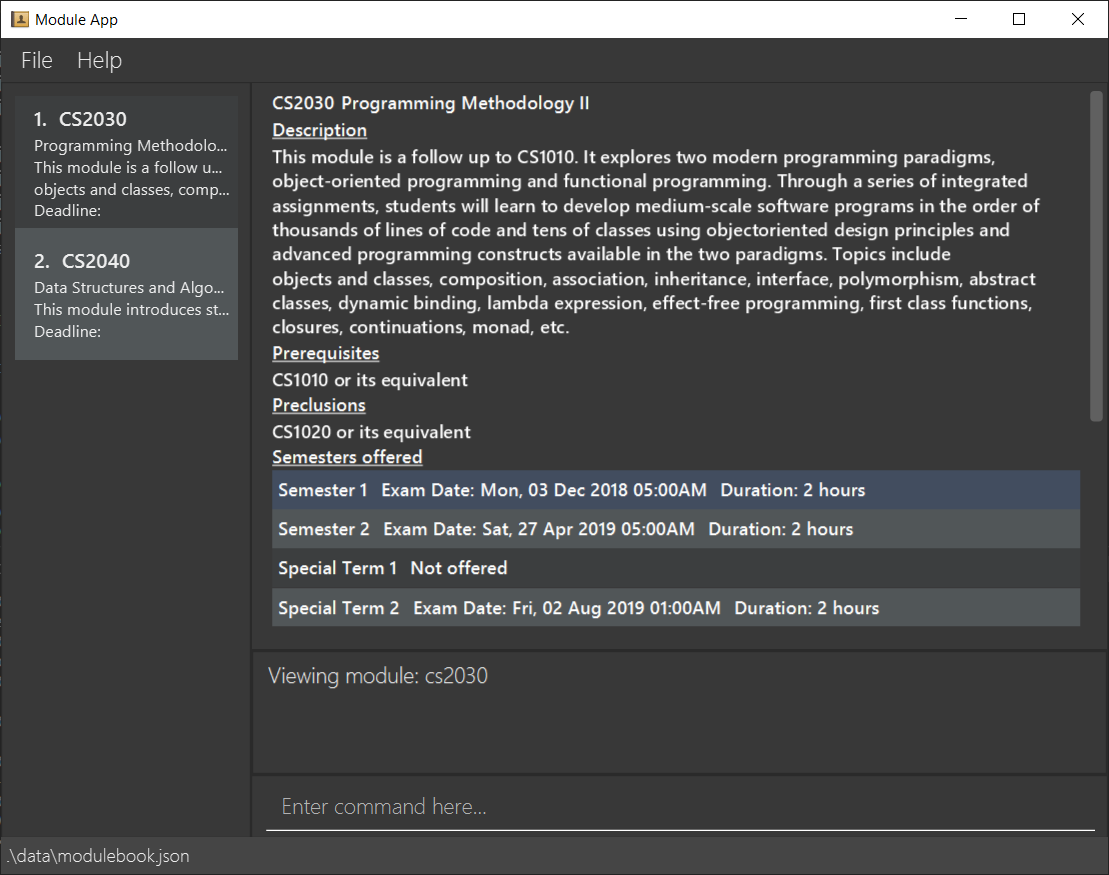 Module App
File Help
1. CS2030
Programming Methodolo...
This module is a follow u...
objects and classes, comp...
Deadline:
2. CS2040
Data Structures and Algo...
This module introduces st...
Deadline:
CS2030 Programming Methodology II
Description
This module is a follow up to CS1010. It explores two modern programming paradigms,
object-oriented programming and functional programming. Through a series of integrated
assignments, students will learn to develop medium-scale software programs in the order of
thousands of lines of code and tens of classes using objectoriented design principles and
advanced programming constructs available in the two paradigms. Topics include
objects and classes, composition, association, inheritance, interface, polymorphism, abstract
classes, dynamic binding, lambda expression, effect-free programming, first class functions,
closures, continuations, monad, etc.
Prerequisites
CS1010 or its equivalent
Preclusions
CS1020 or its equivalent
Semesters offered
Semester 1 Exam Date: Mon, 03 Dec 2018 05:00AM Duration: 2 hours
Semester 2 Exam Date: Sat, 27 Apr 2019 05:00AM Duration: 2 hours
Special Term 1 Not offered
Special Term 2 Exam Date: Fri, 02 Aug 2019 01:00AM Duration: 2 hours
Viewing module: cs2030
Enter command here...
.\data\modulebook.json